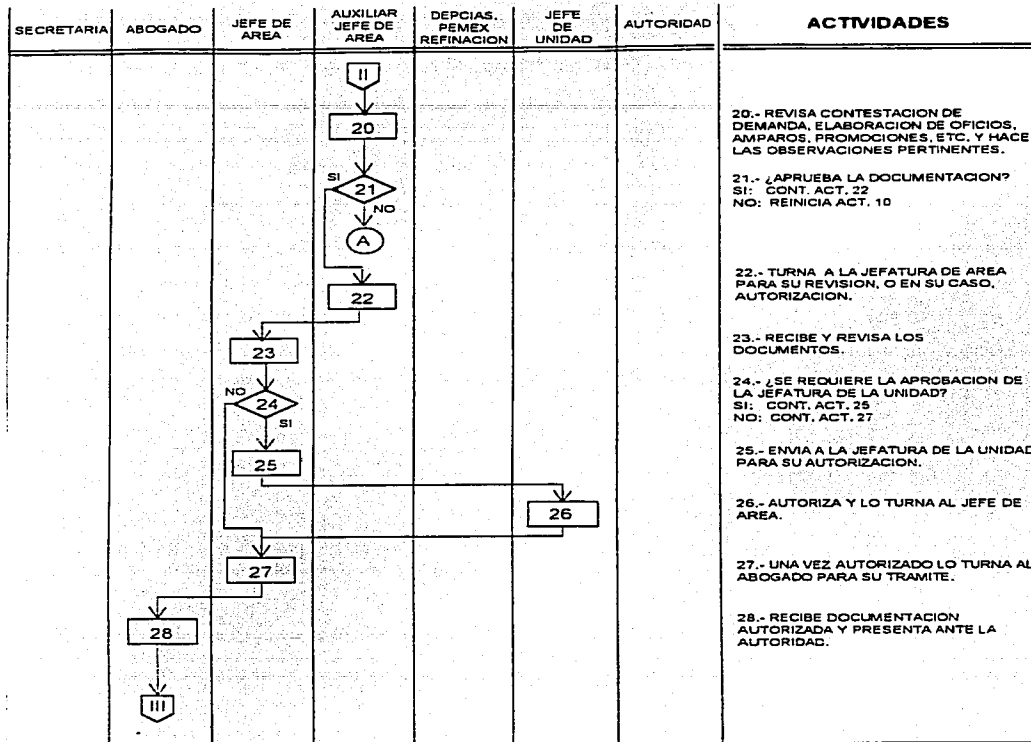 SECRETARIA
ABOGADO
JEFE DE
AREA
AUXILIAR
JEFE DE
AREA
DEPCIAS.
PEMEX
REFINACION
JEFE
DE
UNIDAD
AUTORIDAD
ACTIVIDADES
II
20
SI
21
NO
A
22
23
NO
24
SI
25
26
27
28
III
20.- REVISA CONTESTACION DE
DEMANDA, ELABORACION DE OFICIOS,
AMPAROS, PROMOCIONES, ETC. Y HACE
LAS OBSERVACIONES PERTINENTES.
21.- ¿APRUEBA LA DOCUMENTACION?
SI: CONT. ACT. 22
NO: REINICIA ACT. 10
22.- TURNA A LA JEFATURA DE AREA
PARA SU REVISION, O EN SU CASO,
AUTORIZACION.
23.- RECIBE Y REVISA LOS
DOCUMENTOS.
24.- ¿SE REQUIERE LA APROBACION DE
LA JEFATURA DE LA UNIDAD?
SI: CONT. ACT. 25
NO: CONT. ACT. 27
25.- ENVIA A LA JEFATURA DE LA UNIDAD
PARA SU AUTORIZACION.
26.- AUTORIZA Y LO TURNA AL JEFE DE
AREA.
27.- UNA VEZ AUTORIZADO LO TURNA AL
ABOGADO PARA SU TRAMITE.
28.- RECIBE DOCUMENTACION
AUTORIZADA Y PRESENTA ANTE LA
AUTORIDAD.